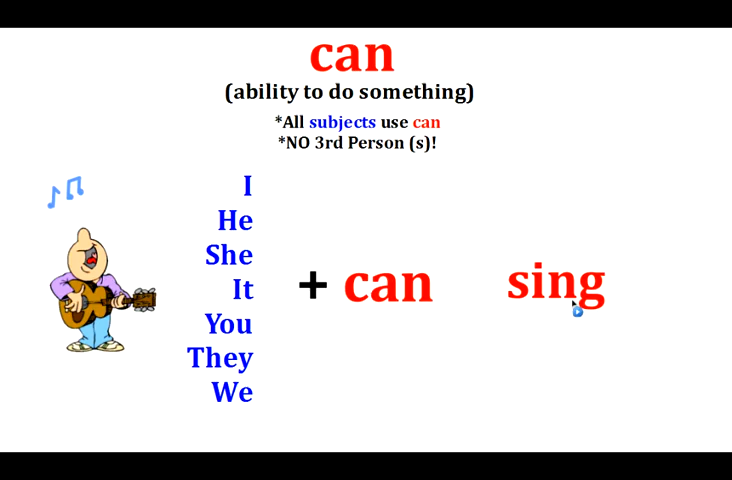 can
(ability to do something)
*All subjects use can
*NO 3rd Person (s)!
I
He
She
It
You
They
We
+ can sing